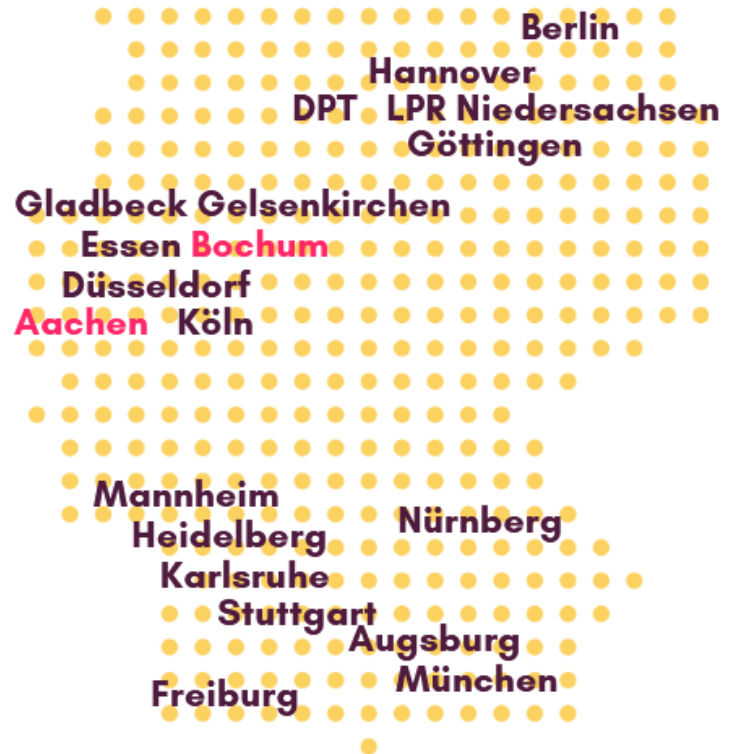 Berlin
Hannover
DPT LPR Niedersachsen
Göttingen
Gladbeck Gelsenkirchen
Essen Bochum
Düsseldorf
Aachen Köln
Mannheim
Nürnberg
Heidelberg
Karlsruhe
Stuttgart
Augsburg
München
Freiburg